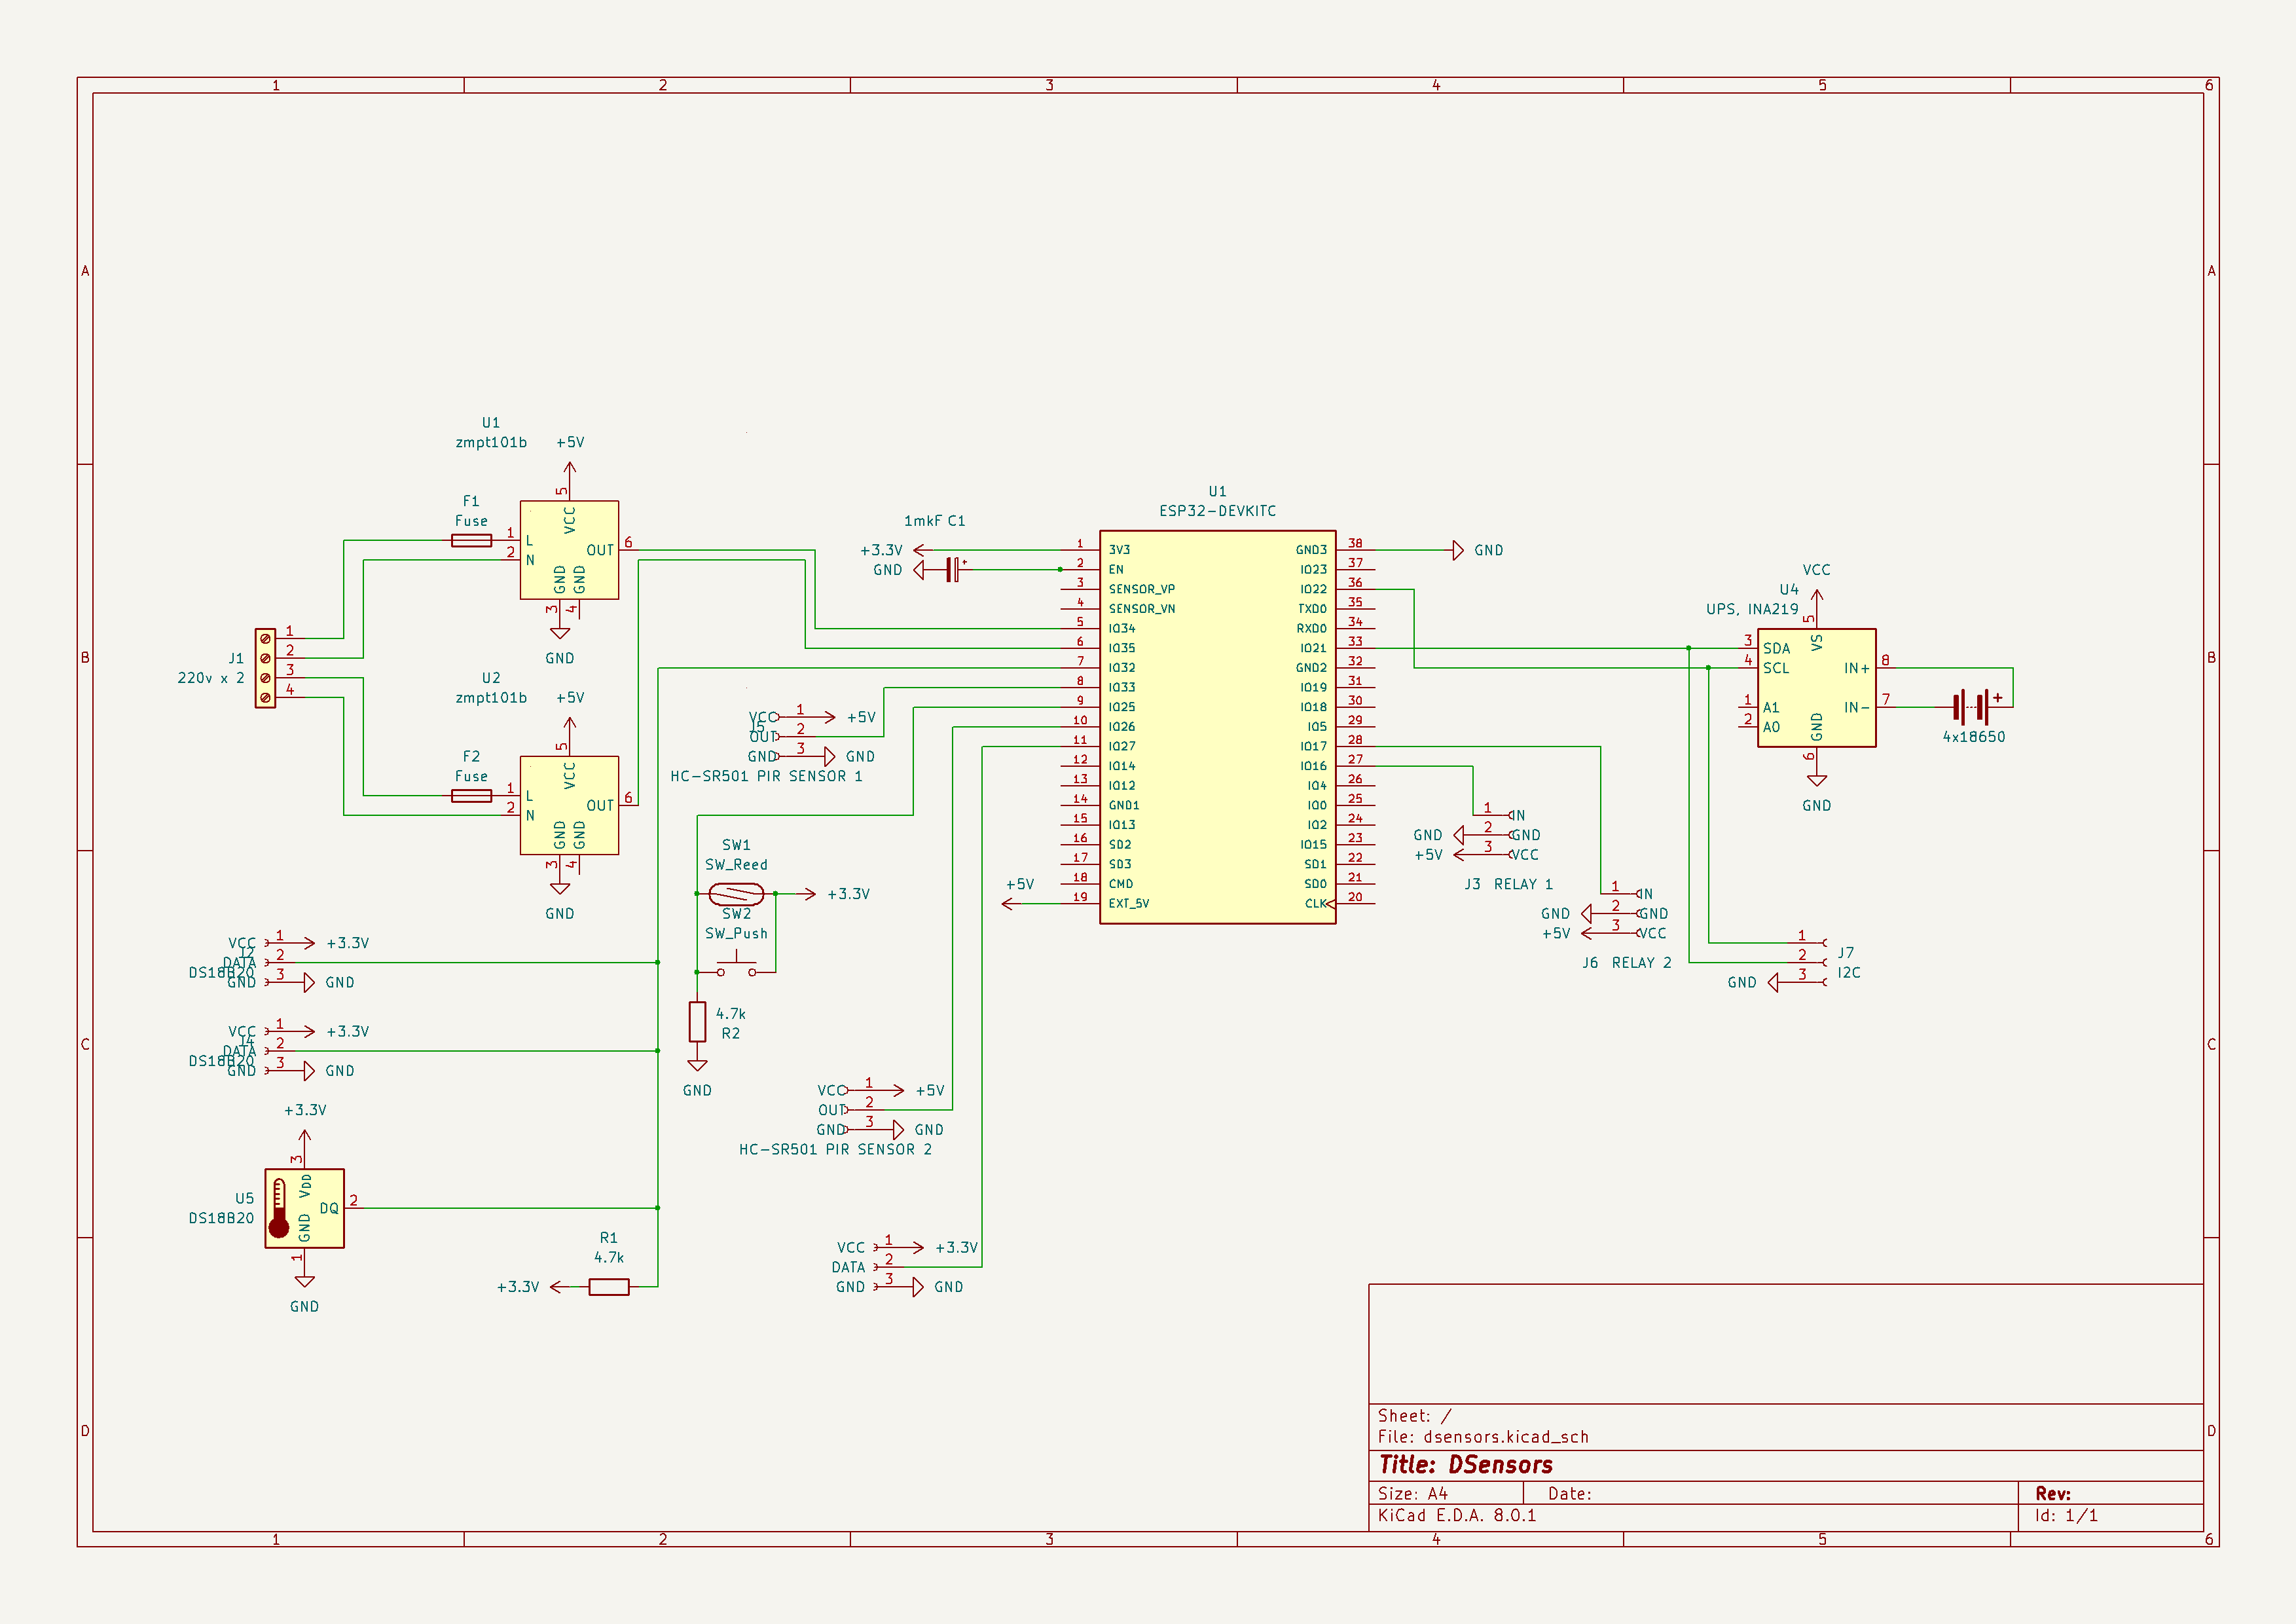 1 2 3 4 5 6
A A
B B
C C
D D
U1
zmpt101b +5V
F1
Fuse
1 L
2 N
VCC 5
OUT 6
GND 3
GND 4
GND
J1
220v x 2
1
2
3
4
U2
zmpt101b +5V
F2
Fuse
1 L
2 N
VCC 5
OUT 6
GND 3
GND 4
GND
VCC 1 +3.3V
J2
DATA 2
DS18B20
GND 3 GND
VCC 1 +3.3V
J4
DATA 2
DS18B20
GND 3 GND
+3.3V
3
VDD
U5
DS18B20
DQ 2
GND
1
GND
R1
4.7k
+3.3V
VCC 1 +5V
J5
OUT 2
GND 3 GND
HC-SR501 PIR SENSOR 1
SW1
SW_Reed
+3.3V
SW2
SW_Push
4.7k
R2
GND
VCC 1 +5V
OUT 2
GND 3 GND
HC-SR501 PIR SENSOR 2
VCC 1 +3.3V
DATA 2
GND 3 GND
1mkF C1
+3.3V
GND
+
+5V
U1
ESP32-DEVKITC
1 3V3 GND3 38 GND
2 EN IO23 37
3 SENSOR_VP IO22 36
4 SENSOR_VN TXD0 35
5 IO34 RXD0 34
6 IO35 IO21 33
7 IO32 GND2 32
8 IO33 IO19 31
9 IO25 IO18 30
10 IO26 IO5 29
11 IO27 IO17 28
12 IO14 IO16 27
13 IO12 IO4 26
14 GND1 IO0 25
15 IO13 IO2 24
16 SD2 IO15 23
17 SD3 SD1 22
18 CMD SD0 21
19 EXT_5V CLK 20
1 IN
GND 2 GND
+5V 3 VCC
J3 RELAY 1
1 IN
GND 2 GND
+5V 3 VCC
J6 RELAY 2
VCC
U4
UPS, INA219
5
VS
3 SDA
4 SCL
1 A1
2 A0
IN+ 8
IN- 7
GND
6
GND
+
4x18650
1
2
GND 3
J7
I2C
Sheet: /
File: dsensors.kicad_sch
Title: DSensors
Size: A4 Date: Rev:
KiCad E.D.A. 8.0.1 Id: 1/1
1 2 3 4 5 6